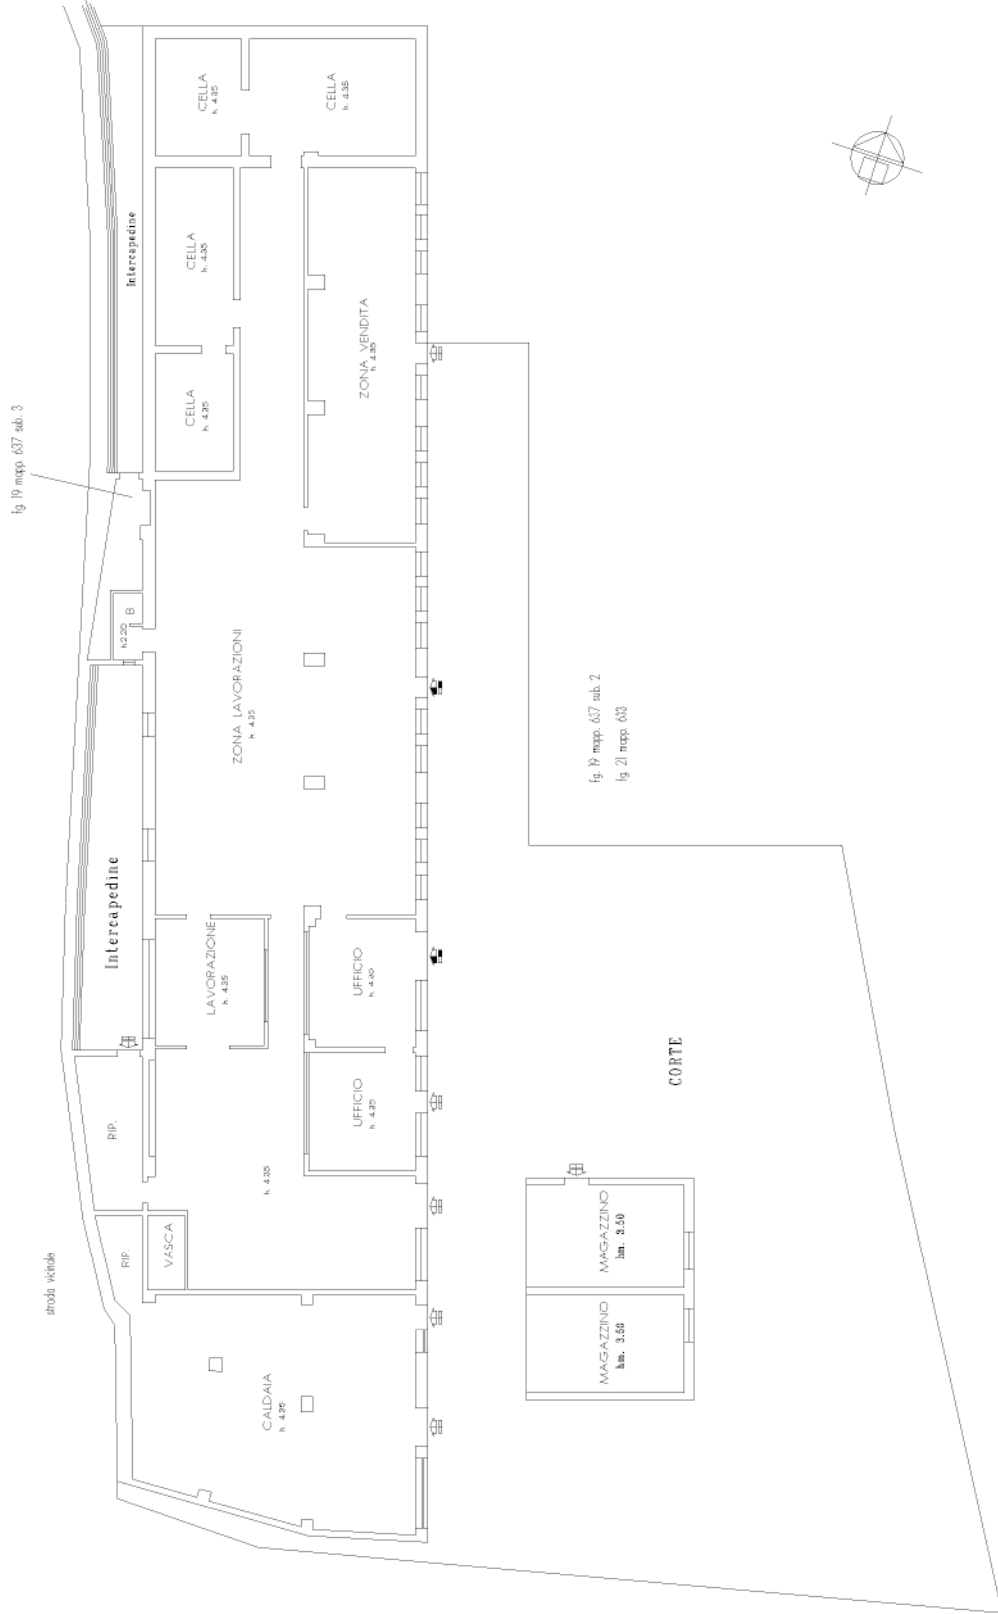 fg. 19 mapp. 637 sub. 3
strada vicinale
Intercapedine
Intercapedine
RIP.
RIP.
VASCA
h2.20
B
CELLA
h. 4.35
CELLA
h. 4.35
CELLA
h. 4.35
CELLA
h. 4.35
ZONA VENDITA
h. 4.35
ZONA LAVORAZIONI
h. 4.35
LAVORAZIONE
h. 4.35
UFFICIO
h. 4.30
UFFICIO
h. 4.35
h. 4.35
CALDAIA
h. 4.35
fg. 19 mapp. 637 sub. 2
fg. 21 mapp. 633
CORTE
MAGAZZINO
hm. 3.50
MAGAZZINO
hm. 3.50